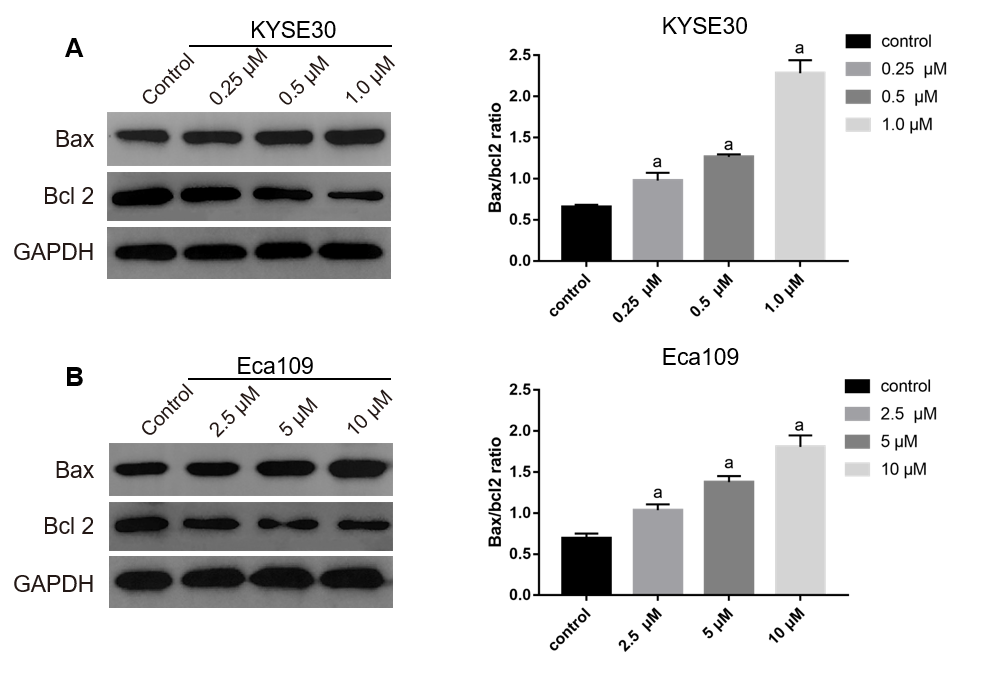 A
KYSE30
Control
0.25 μM
0.5 μM
1.0 μM
Bax
Bcl 2
GAPDH
KYSE30
Bax/bcl2 ratio
2.5
2.0
1.5
1.0
0.5
0.0
a
a
a
control
0.25 μM
0.5 μM
1.0 μM
control
0.25 μM
0.5 μM
1.0 μM
B
Eca109
Control
2.5 μM
5 μM
10 μM
Bax
Bcl 2
GAPDH
Eca109
Bax/bcl2 ratio
2.5
2.0
1.5
1.0
0.5
0.0
a
a
a
control
2.5 μM
5 μM
10 μM
control
2.5 μM
5 μM
10 μM